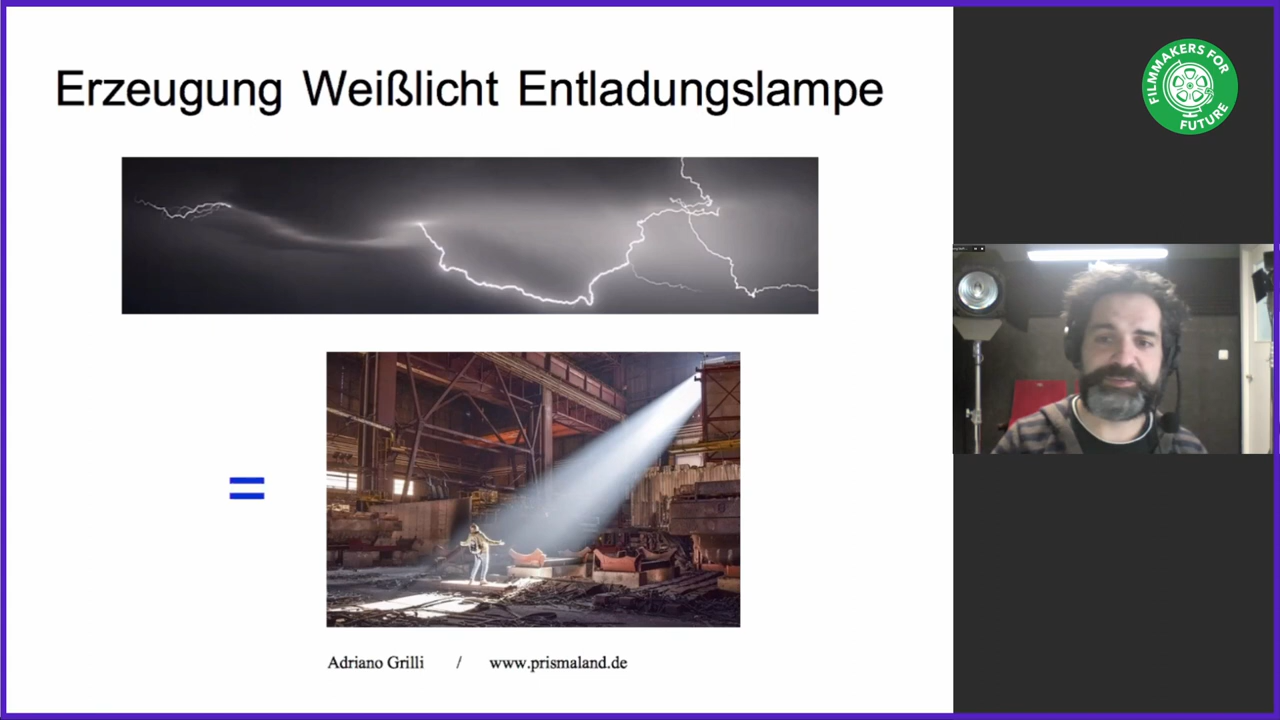 Erzeugung Weißlicht Entladungslampe
FILMMAKERS FOR
FUTURE
=
Adriano Grilli / www.prismaland.de